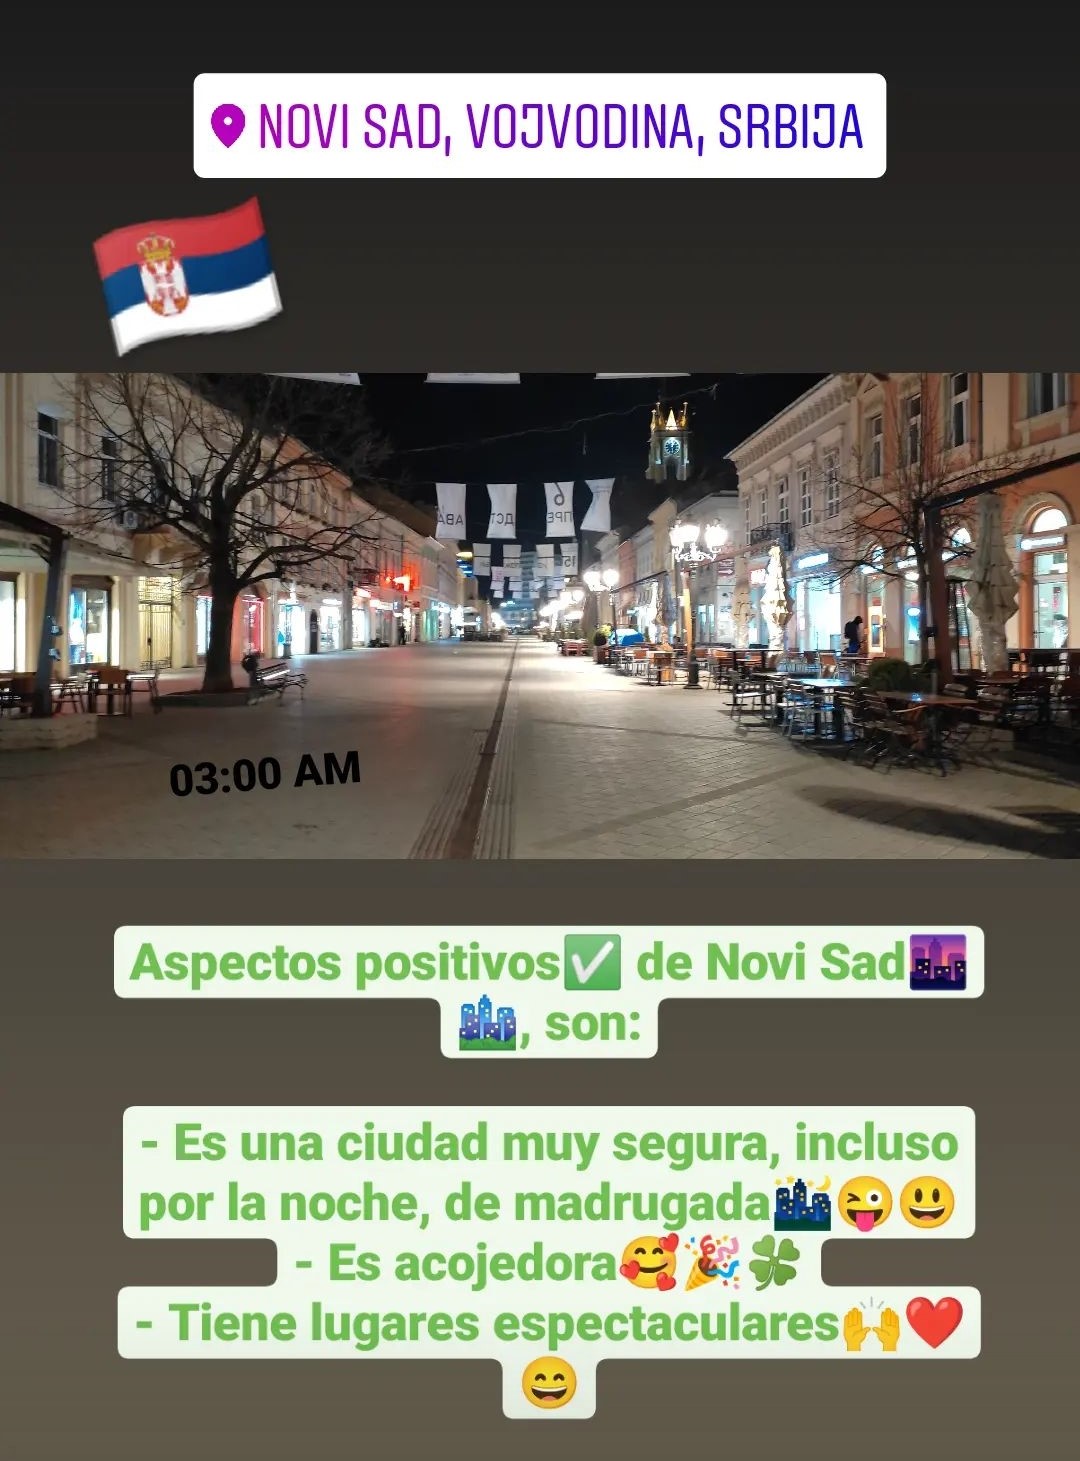 NOVI SAD, VOJVODINA, SRBIJA
03:00 AM
Aspectos positivos✅ de Novi Sad🌆
🏙️, son:
- Es una ciudad muy segura, incluso
por la noche, de madrugada🌃😜😃
- Es acojedora🥰🎉🍀
- Tiene lugares espectaculares🙌❤️
😄